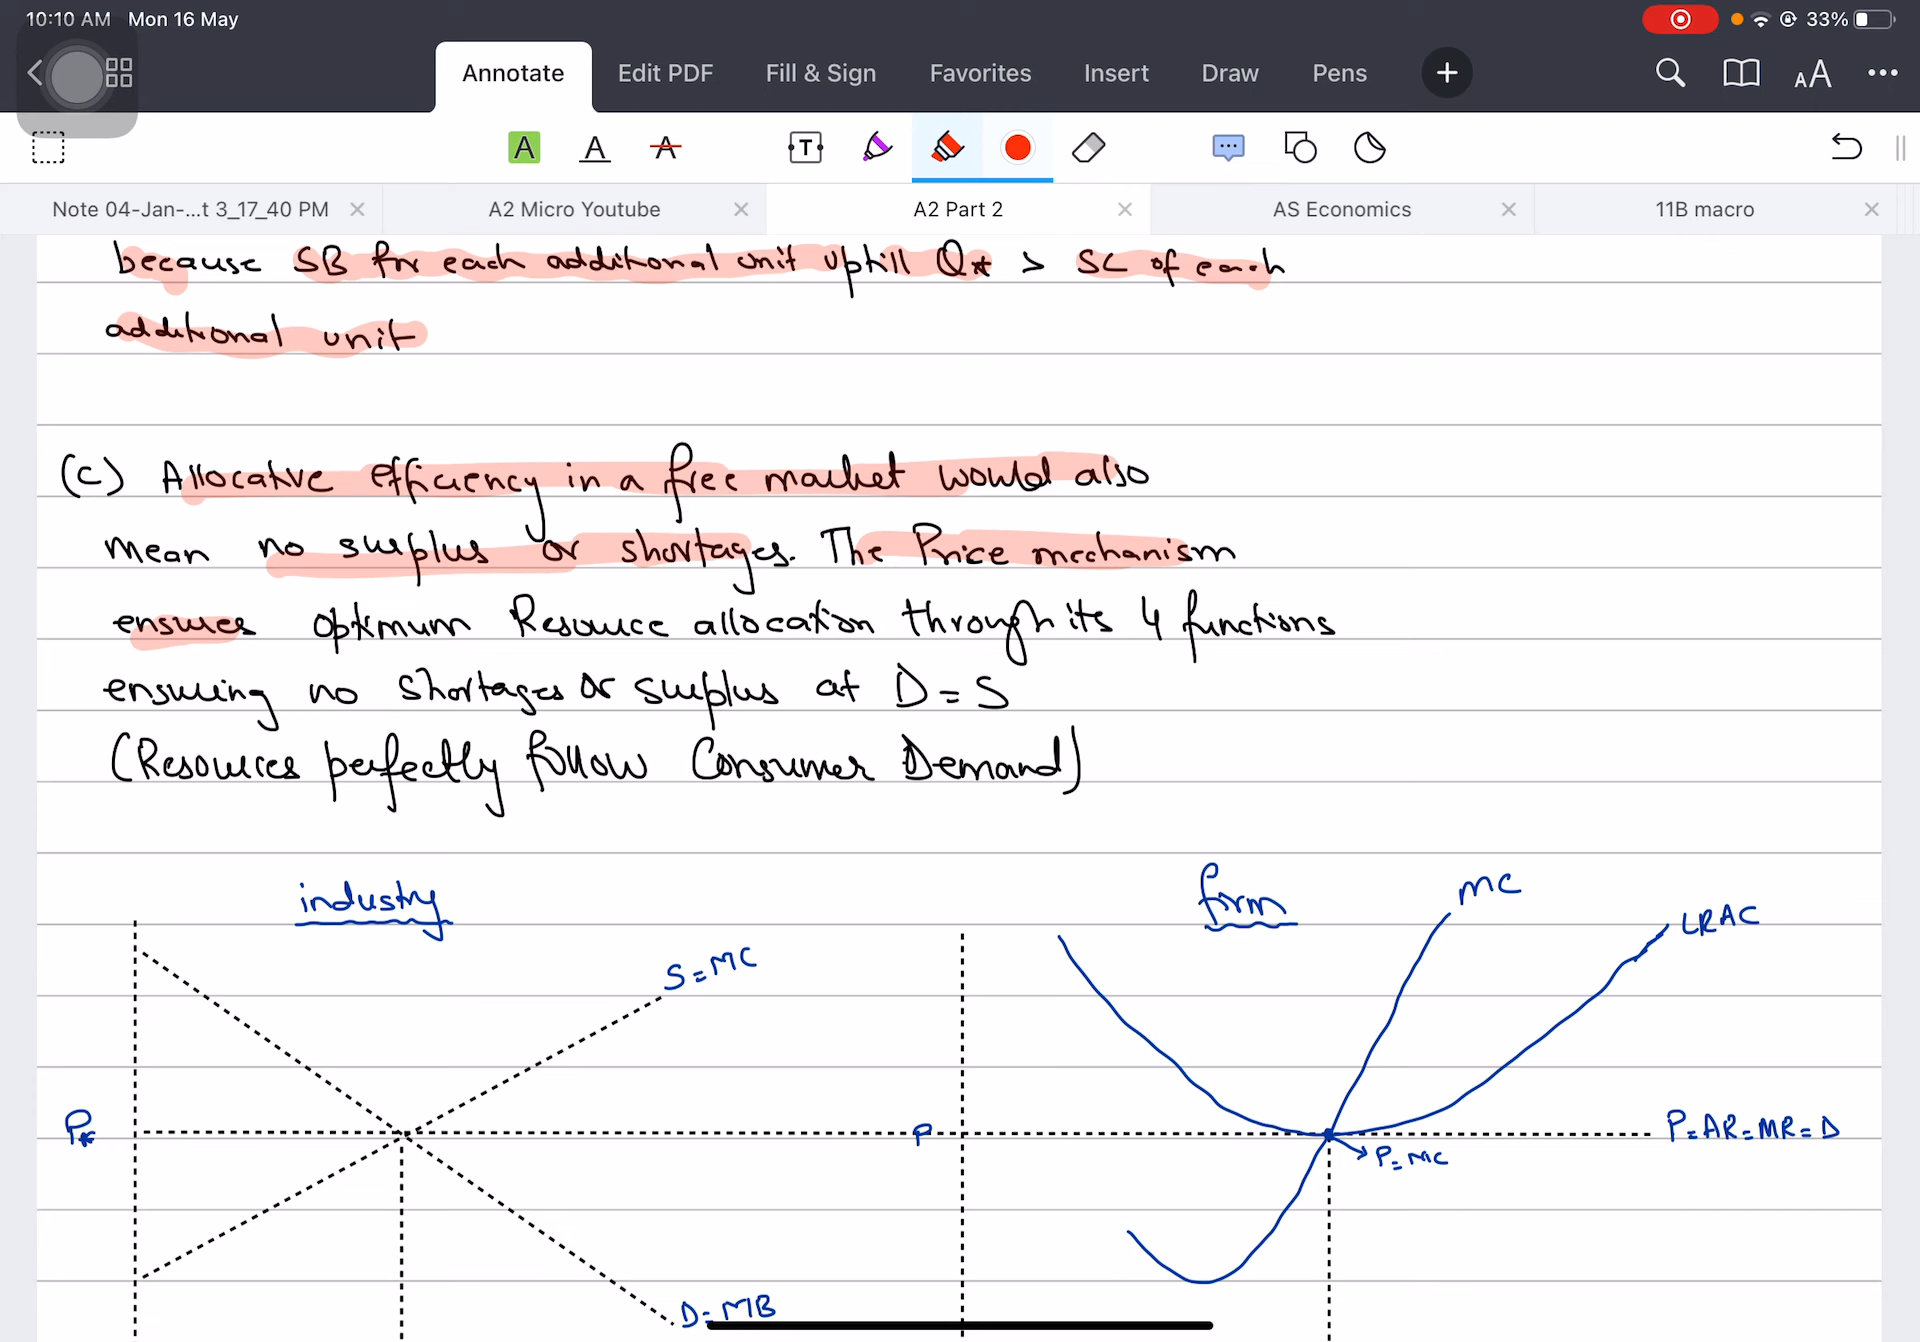 10:10 AM Mon 16 May
33%
Annotate Edit PDF Fill & Sign Favorites Insert Draw Pens
Note 04-Jan-...t 3_17_40 PM A2 Micro Youtube A2 Part 2 AS Economics 11B macro
because SB for each additional unit uptill Q* > SC of each
additional unit
(c) Allocative efficiency in a free market would also
mean no surplus or shortages. The Price mechanism
ensures optimum Resource allocation through its 4 functions
ensuring no shortages or surplus at D=S
(Resources perfectly follow Consumer Demand)
industry
firm
MC
LRAC
S=MC
P*
P
P=AR=MR=D
P=MC
D=MB